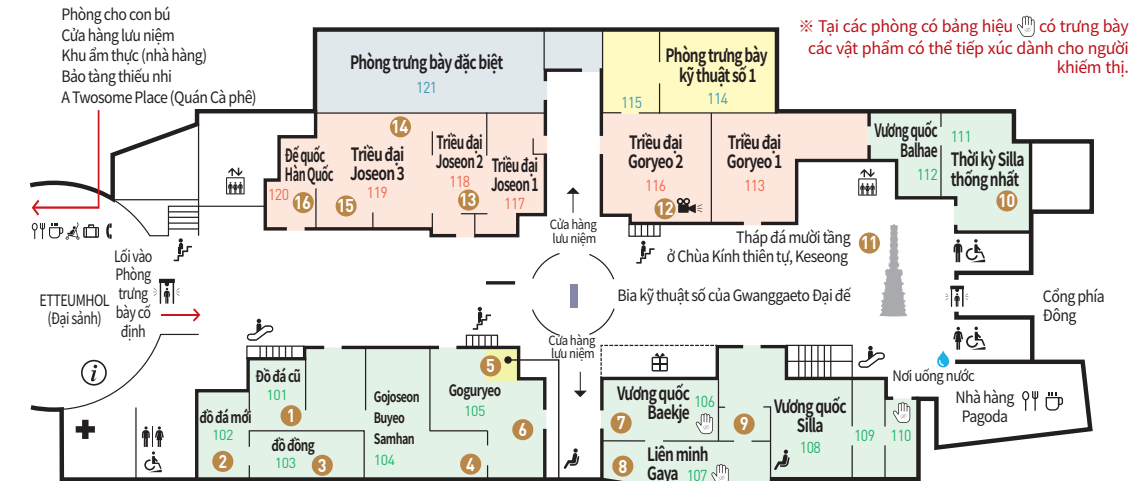 Phòng cho con bú
Cửa hàng lưu niệm
Khu ẩm thực (nhà hàng)
Bảo tàng thiếu nhi
A Twosome Place (Quán Cà phê)
※ Tại các phòng có bảng hiệu có trưng bày
các vật phẩm có thể tiếp xúc dành cho người
khiếm thị.
Phòng trưng bày đặc biệt
121
Phòng trưng bày
kỹ thuật số 1
115
114
14
Đế quốc
Hàn Quốc
120
16
Triều đại
Joseon 3
119
15
Triều đại
Joseon 2
118
13
Triều đại
Joseon 1
117
Triều đại
Goryeo 2
116
12
Triều đại
Goryeo 1
113
Vương quốc
Balhae
112
111
Thời kỳ Silla
thống nhất
10
Cửa hàng
lưu niệm
Tháp đá mười tầng
ở Chùa Kính thiên tự, Keseong
11
Lối vào
Phòng
trưng
bày cố
định
ETTEUMHOL
(Đại sảnh)
Bia kỹ thuật số của Gwanggaeto Đại đế
Cổng phía
Đông
Cửa hàng
lưu niệm
Nơi uống nước
Nhà hàng
Pagoda
i
Đồ đá cũ
101
1
đồ đá mới
102
2
đồ đồng
103
3
Gojoseon
Buyeo
Samhan
104
4
Goguryeo
105
5
6
Vương quốc
Baekje
106
7
Liên minh
Gaya
107
8
9
Vương quốc
Silla
108
109
110